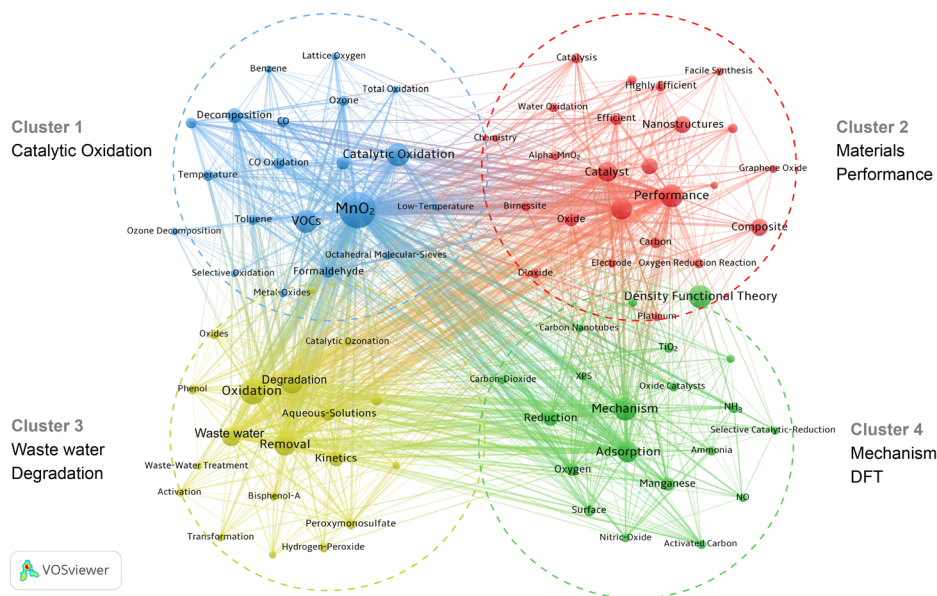 Cluster 1
Catalytic Oxidation
Lattice Oxygen
Benzene
Total Oxidation
Ozone
Decomposition
CO
Catalytic Oxidation
CO Oxidation
Temperature
MnO₂
Low-Temperature
Toluene
VOCs
Ozone Decomposition
Octahedral Molecular-Sieves
Selective Oxidation
Formaldehyde
Metal-Oxides
Cluster 2
Materials
Performance
Catalysis
Facile Synthesis
Highly Efficient
Water Oxidation
Efficient
Nanostructures
Chemistry
Alpha-MnO₂
Catalyst
Graphene Oxide
Performance
Birnessite
Oxide
Composite
Carbon
Electrode
Oxygen Reduction Reaction
Dioxide
Platinum
Cluster 3
Waste water
Degradation
Oxides
Catalytic Ozonation
Phenol
Degradation
Oxidation
Aqueous-Solutions
Waste water
Removal
Kinetics
Waste-Water Treatment
Activation
Bisphenol-A
Peroxymonosulfate
Transformation
Hydrogen-Peroxide
Cluster 4
Mechanism
DFT
Density Functional Theory
Carbon Nanotubes
TiO₂
Carbon-Dioxide
XPS
Oxide Catalysts
Mechanism
NH₃
Reduction
Selective Catalytic-Reduction
Adsorption
Ammonia
Oxygen
Manganese
NO
Surface
Nitric-Oxide
Activated Carbon
VOSviewer